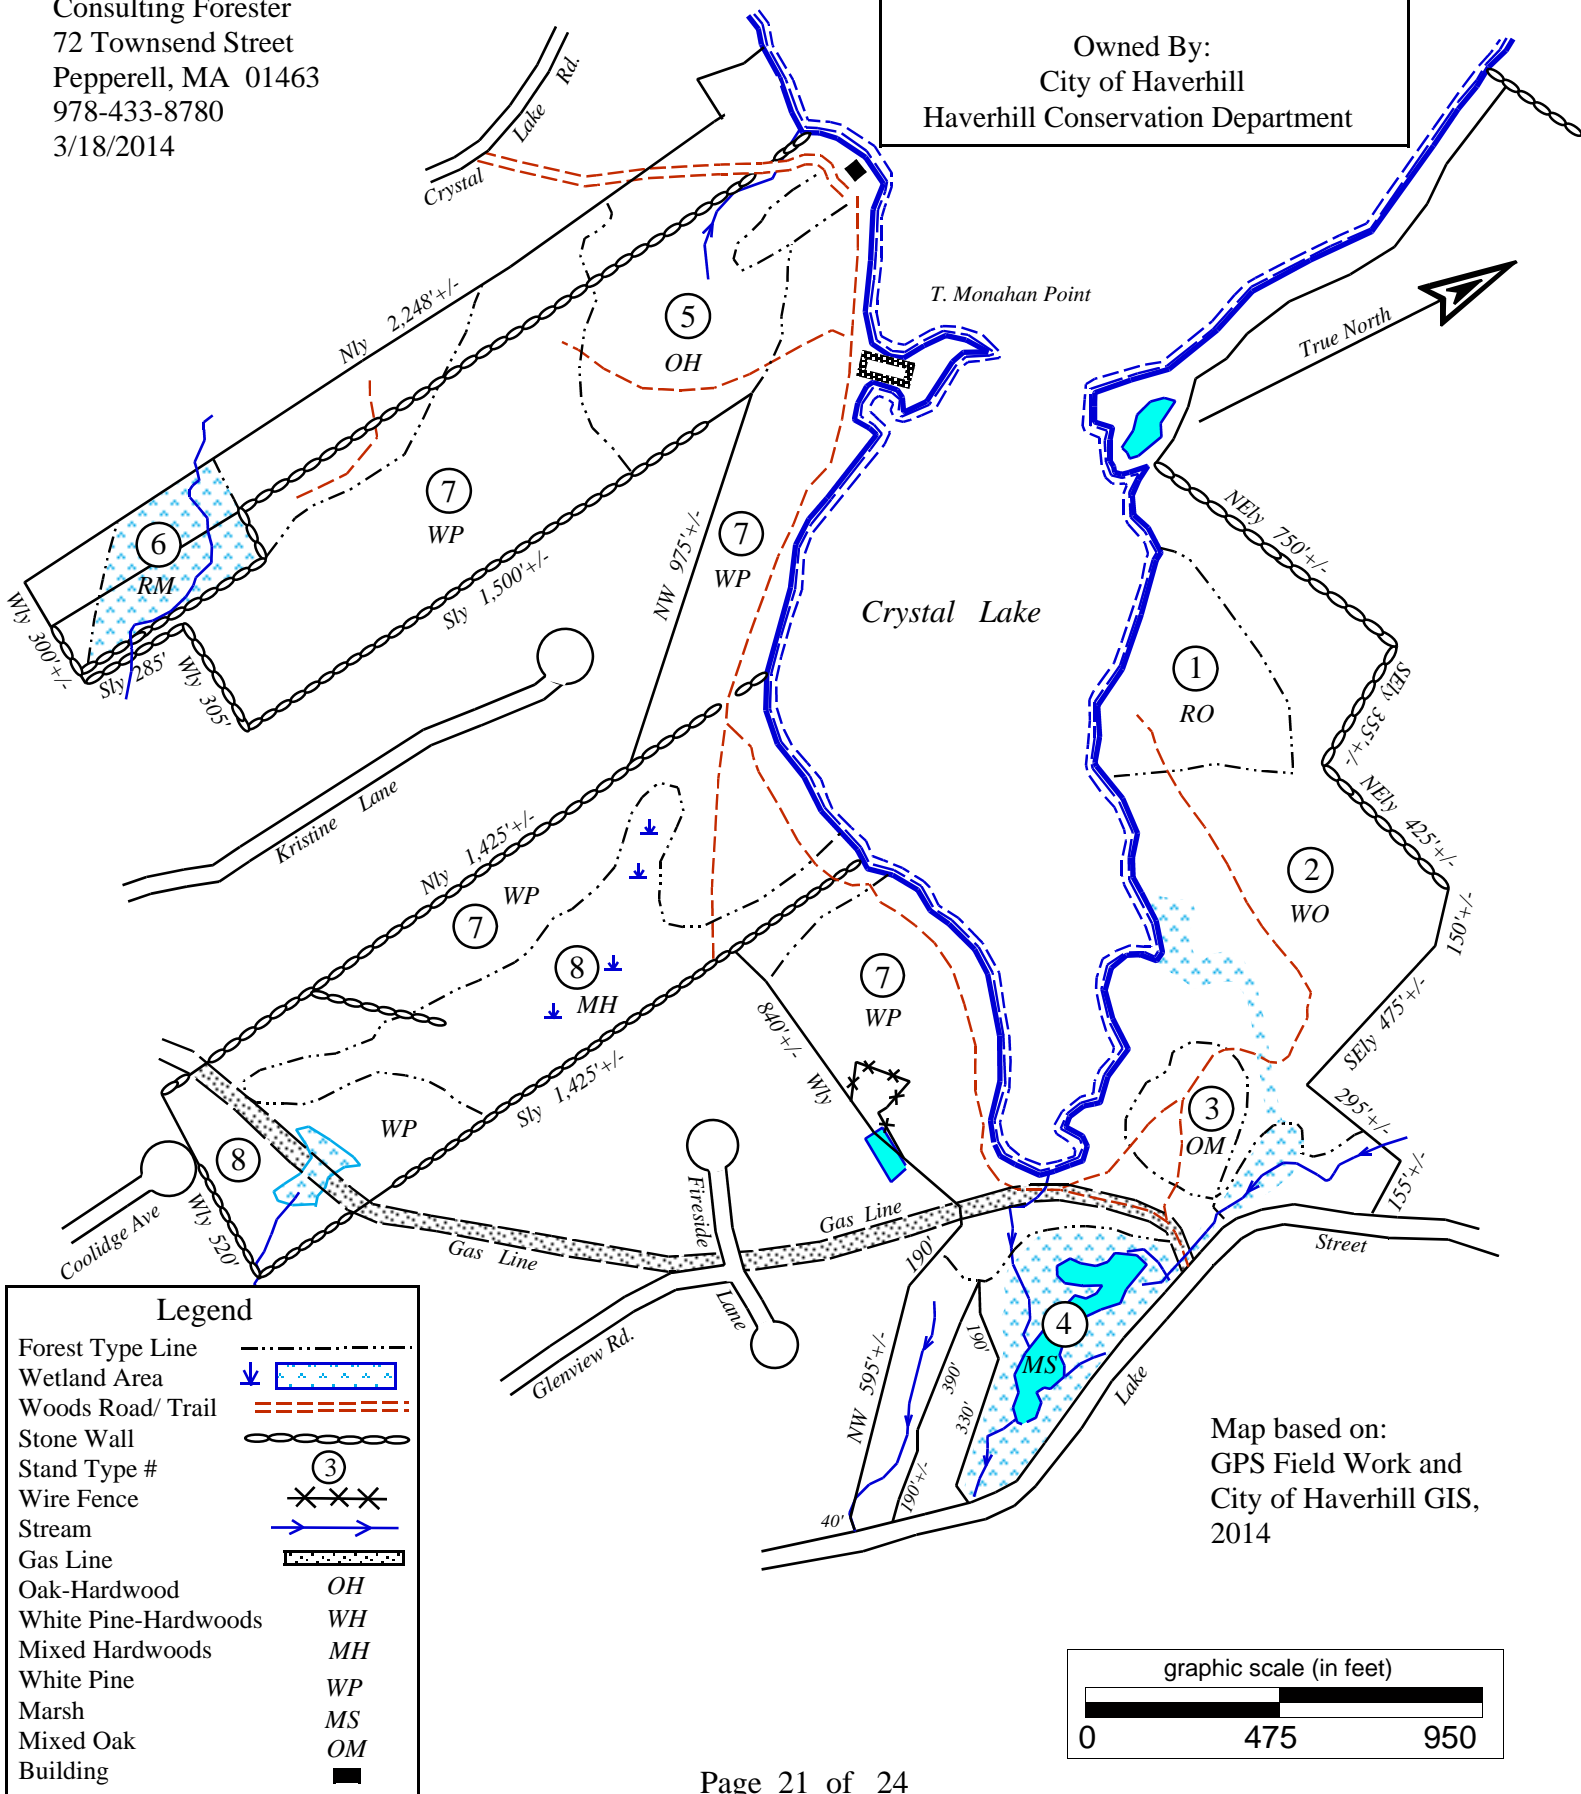 Consulting Forester
72 Townsend Street
Pepperell, MA 01463
978-433-8780
3/18/2014
Owned By:
City of Haverhill
Haverhill Conservation Department
Crystal Lake Rd.
T. Monahan Point
True North
Nly 2,248'+/-
5
OH
7
WP
6
RM
Wly 300'+/-
Sly 285'
Wly 305'
Sly 1,500'+/-
NW 975'+/-
7
WP
Crystal Lake
NEly 750'+/-
SEly 355'+/-
NEly 425'+/-
150'+/-
SEly 475'+/-
295'+/-
155'+/-
1
RO
2
WO
3
OM
Kristine Lane
Nly 1,425'+/-
7
WP
8
MH
7
WP
840'+/- Wly
Sly 1,425'+/-
WP
8
Coolidge Ave
Wly 520'
Gas Line
Fireside Lane
Gas Line
Glenview Rd.
190'
NW 595'+/-
390'
190'
330'
190'+/-
40'
4
MS
Lake Street
Legend
Forest Type Line
Wetland Area
Woods Road/ Trail
Stone Wall
Stand Type # 3
Wire Fence
Stream
Gas Line
Oak-Hardwood OH
White Pine-Hardwoods WH
Mixed Hardwoods MH
White Pine WP
Marsh MS
Mixed Oak OM
Building
Map based on:
GPS Field Work and
City of Haverhill GIS,
2014
graphic scale (in feet)
0 475 950
Page 21 of 24